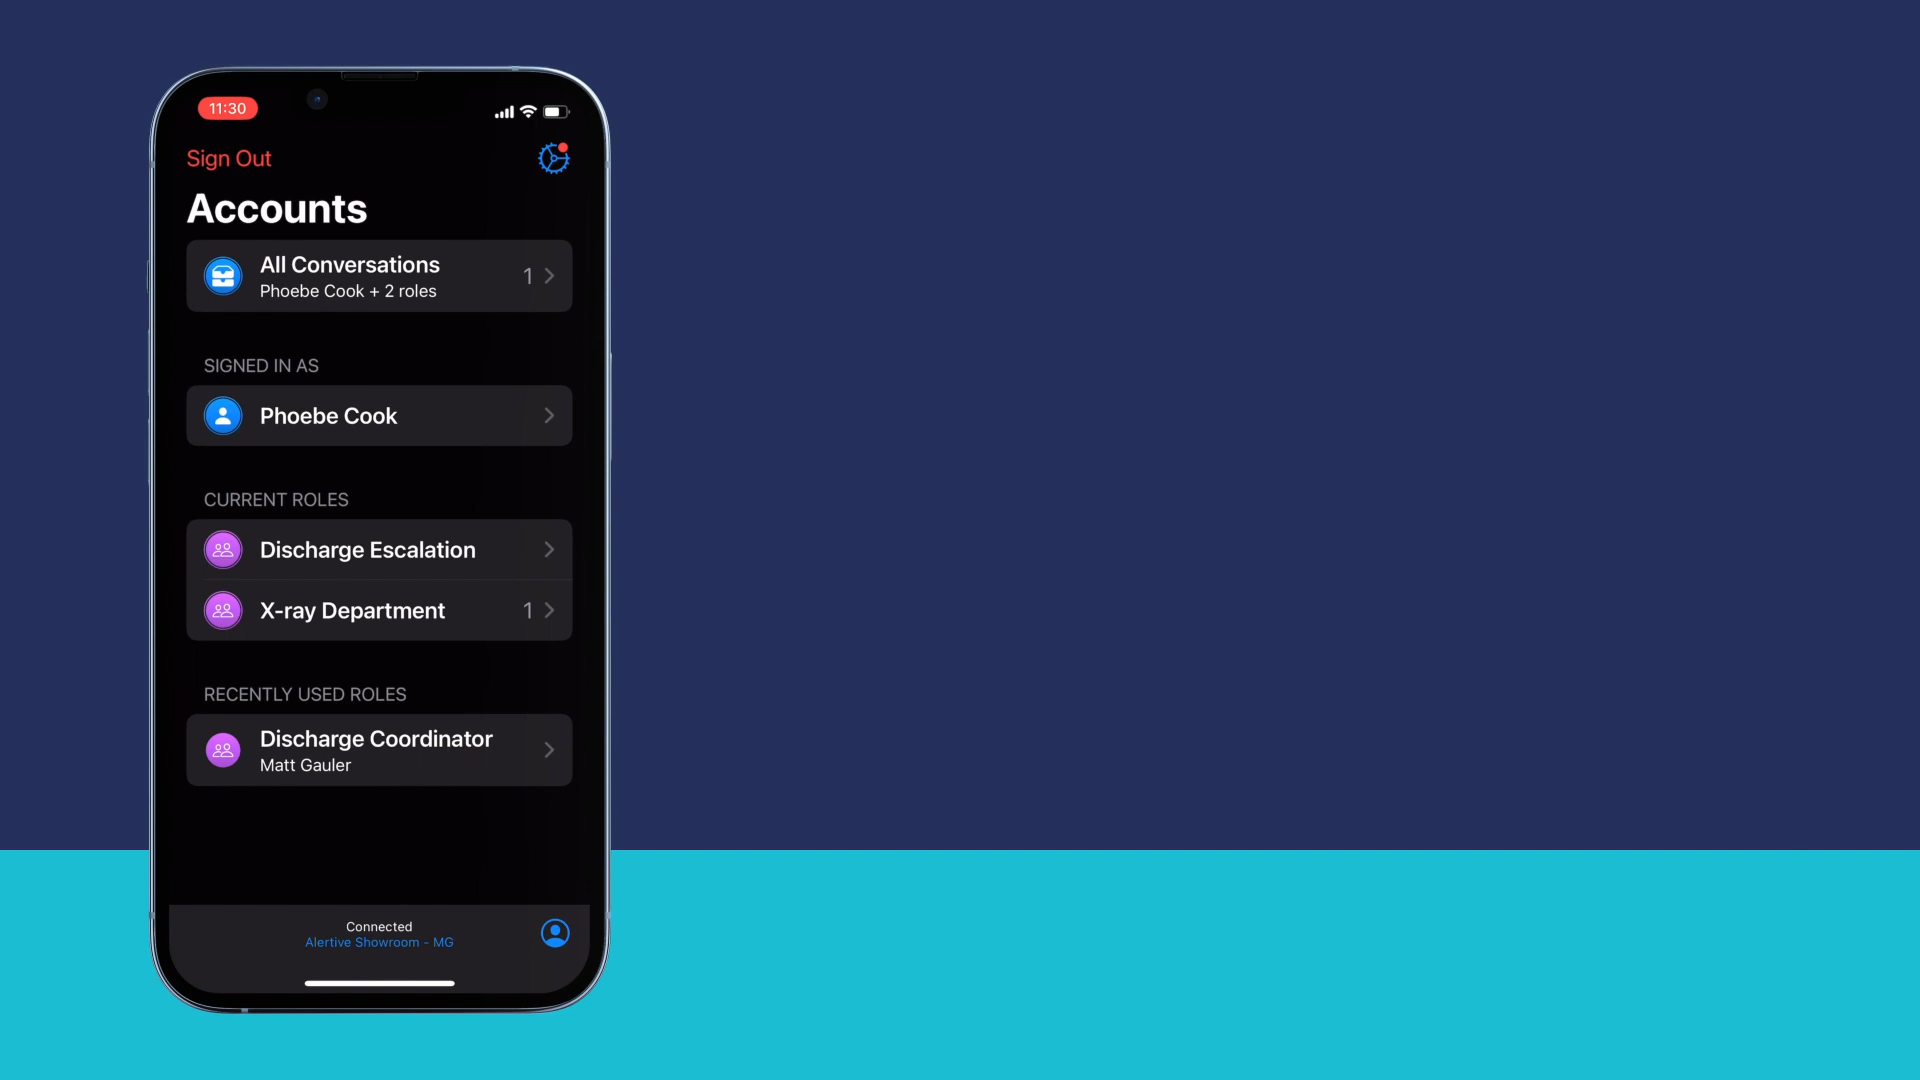 11:30
Sign Out
Accounts
All Conversations
Phoebe Cook + 2 roles
1
SIGNED IN AS
Phoebe Cook
CURRENT ROLES
Discharge Escalation
X-ray Department
1
RECENTLY USED ROLES
Discharge Coordinator
Matt Gauler
Connected
Alertive Showroom - MG